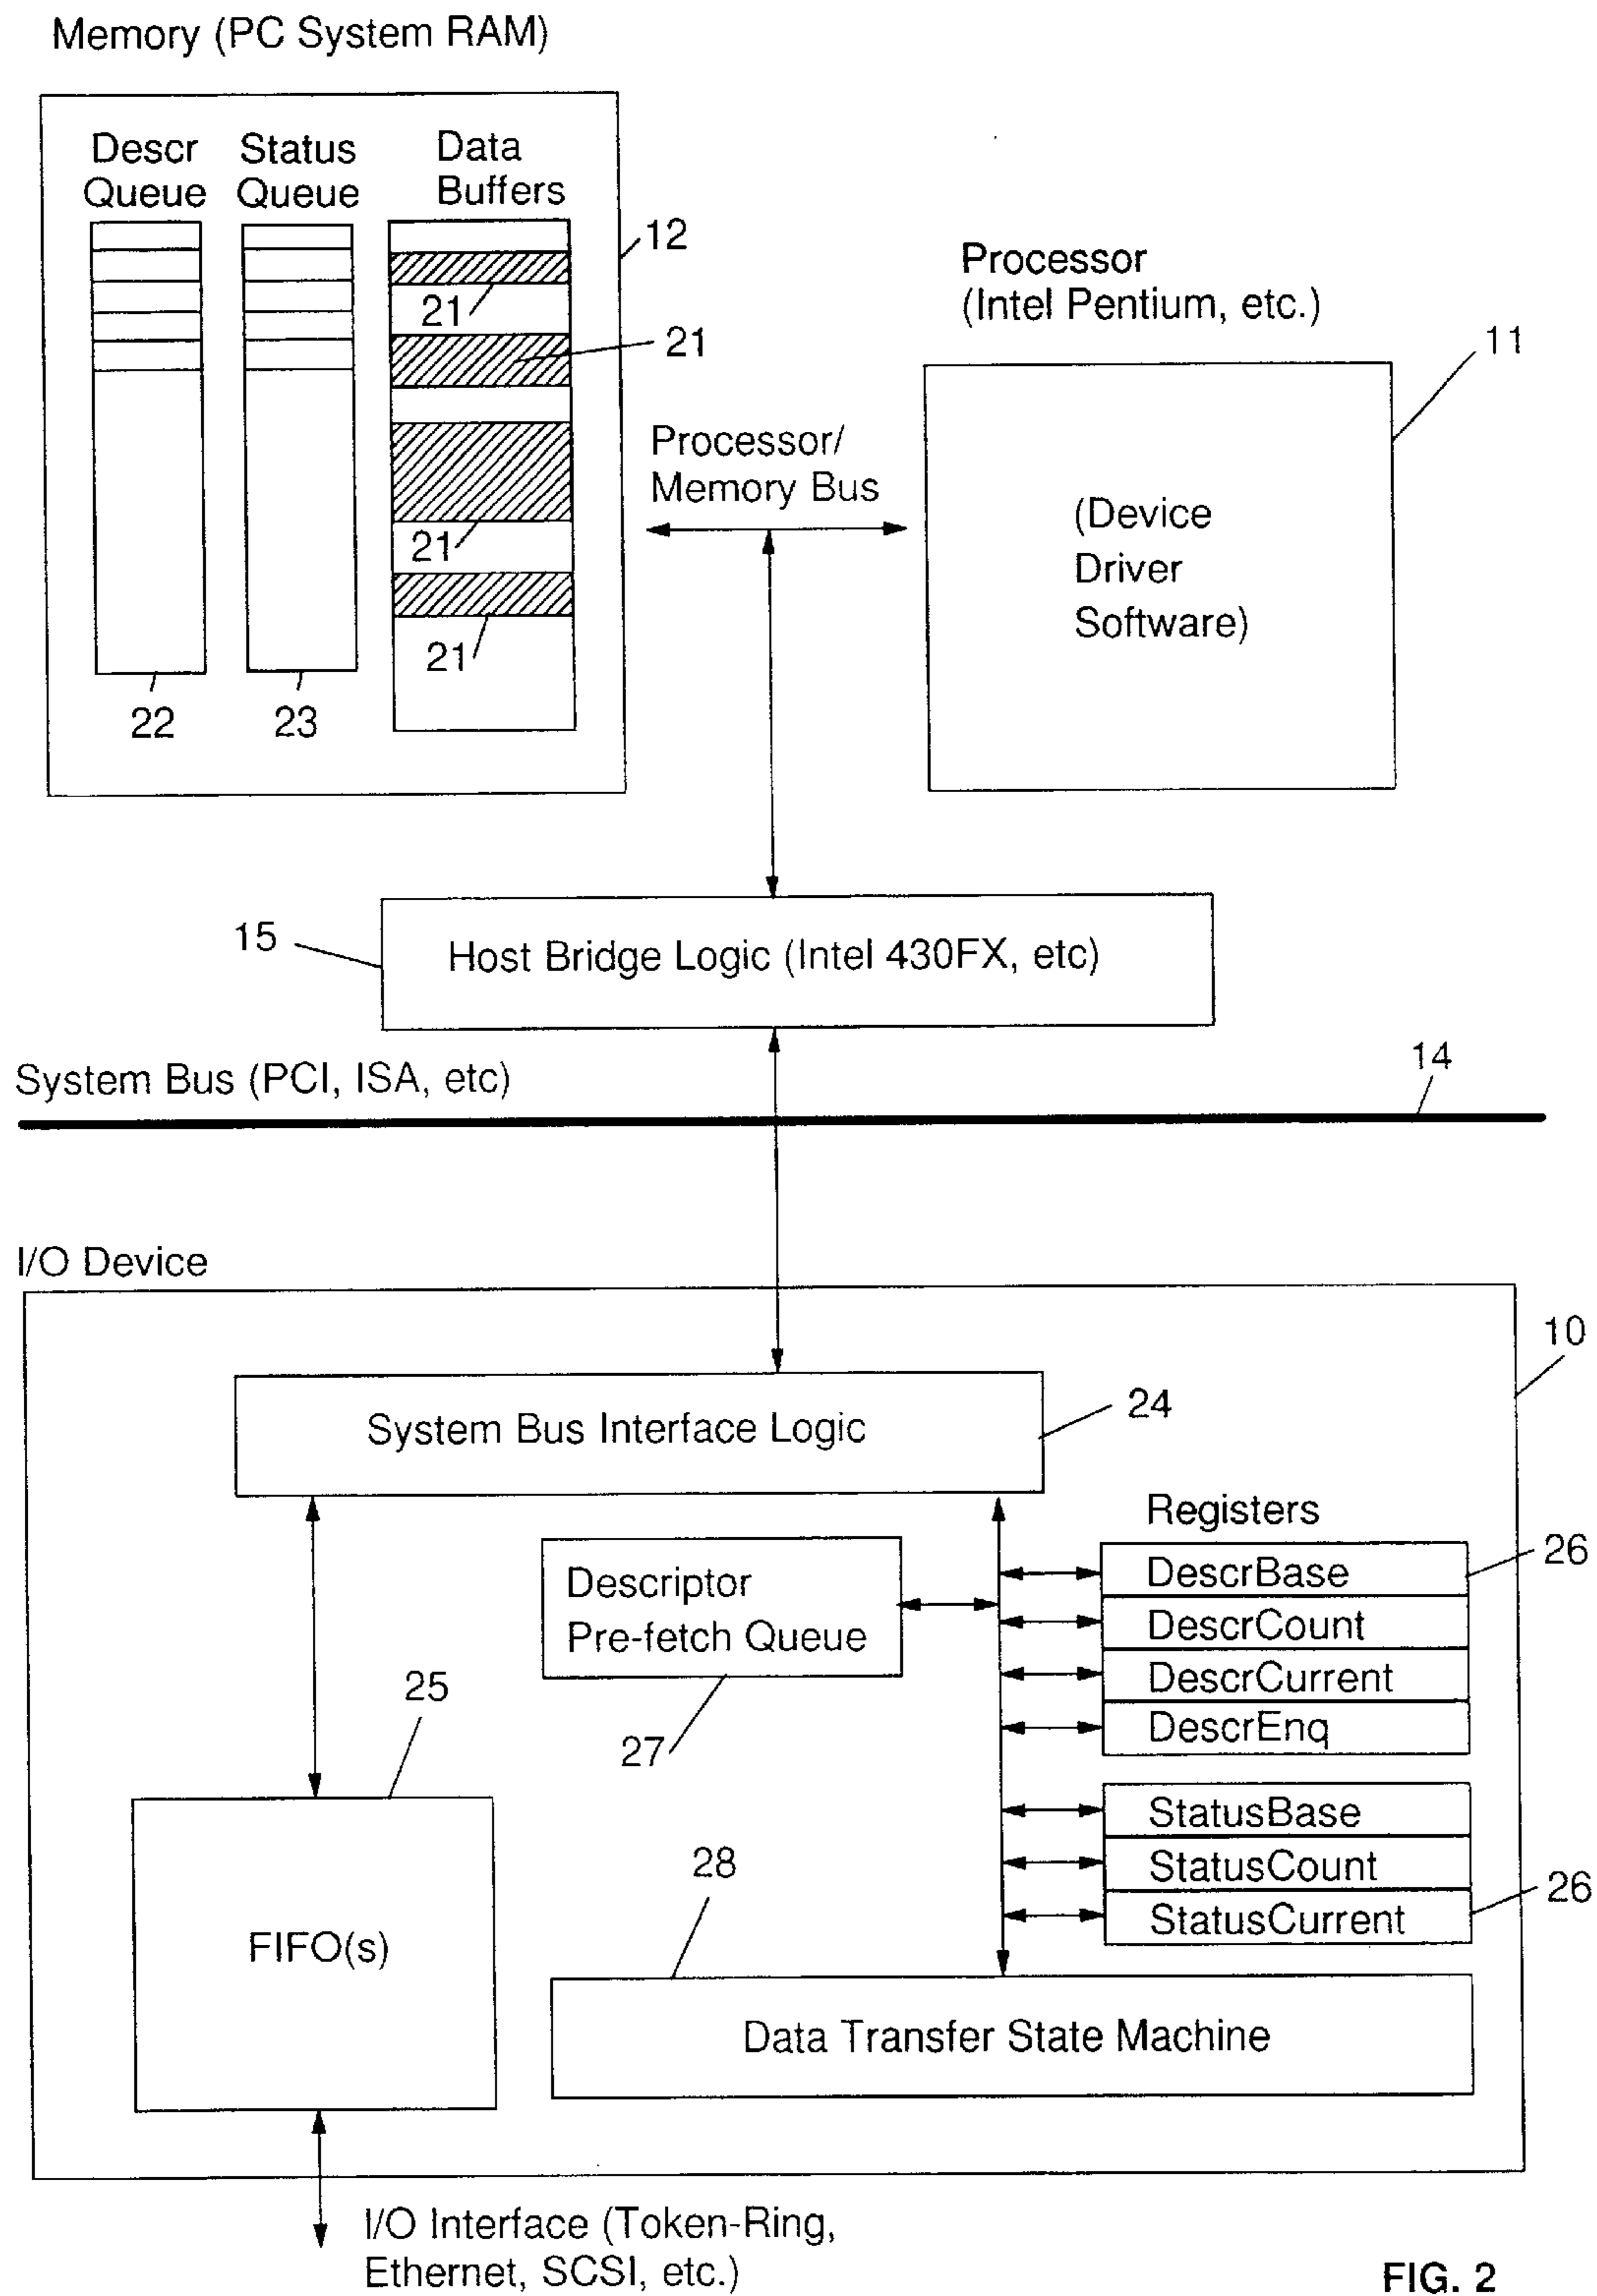 Memory (PC System RAM)
Descr
Queue
Status
Queue
Data
Buffers
12
21
21
21
21
22
23
Processor
(Intel Pentium, etc.)
11
(Device
Driver
Software)
Processor/
Memory Bus
15
Host Bridge Logic (Intel 430FX, etc)
System Bus (PCI, ISA, etc)
14
I/O Device
10
System Bus Interface Logic
24
Registers
Descriptor
Pre-fetch Queue
27
DescrBase
26
DescrCount
DescrCurrent
DescrEnq
25
StatusBase
StatusCount
StatusCurrent
26
28
FIFO(s)
Data Transfer State Machine
I/O Interface (Token-Ring,
Ethernet, SCSI, etc.)
FIG. 2